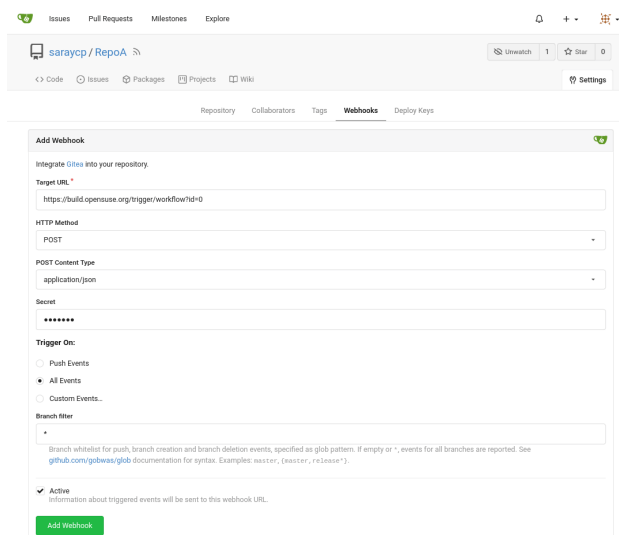 Issues Pull Requests Milestones Explore
saraycp / RepoA
Unwatch 1 Star 0
Code Issues Packages Projects Wiki Settings
Repository Collaborators Tags Webhooks Deploy Keys
Add Webhook
Integrate Gitea into your repository.
Target URL *
https://build.opensuse.org/trigger/workflow?id=0
HTTP Method
POST
POST Content Type
application/json
Secret
•••••••
Trigger On:
Push Events
All Events
Custom Events...
Branch filter
*
Branch whitelist for push, branch creation and branch deletion events, specified as glob pattern. If empty or *, events for all branches are reported. See
github.com/gobwas/glob documentation for syntax. Examples: master, {master,release*}.
Active
Information about triggered events will be sent to this webhook URL.
Add Webhook